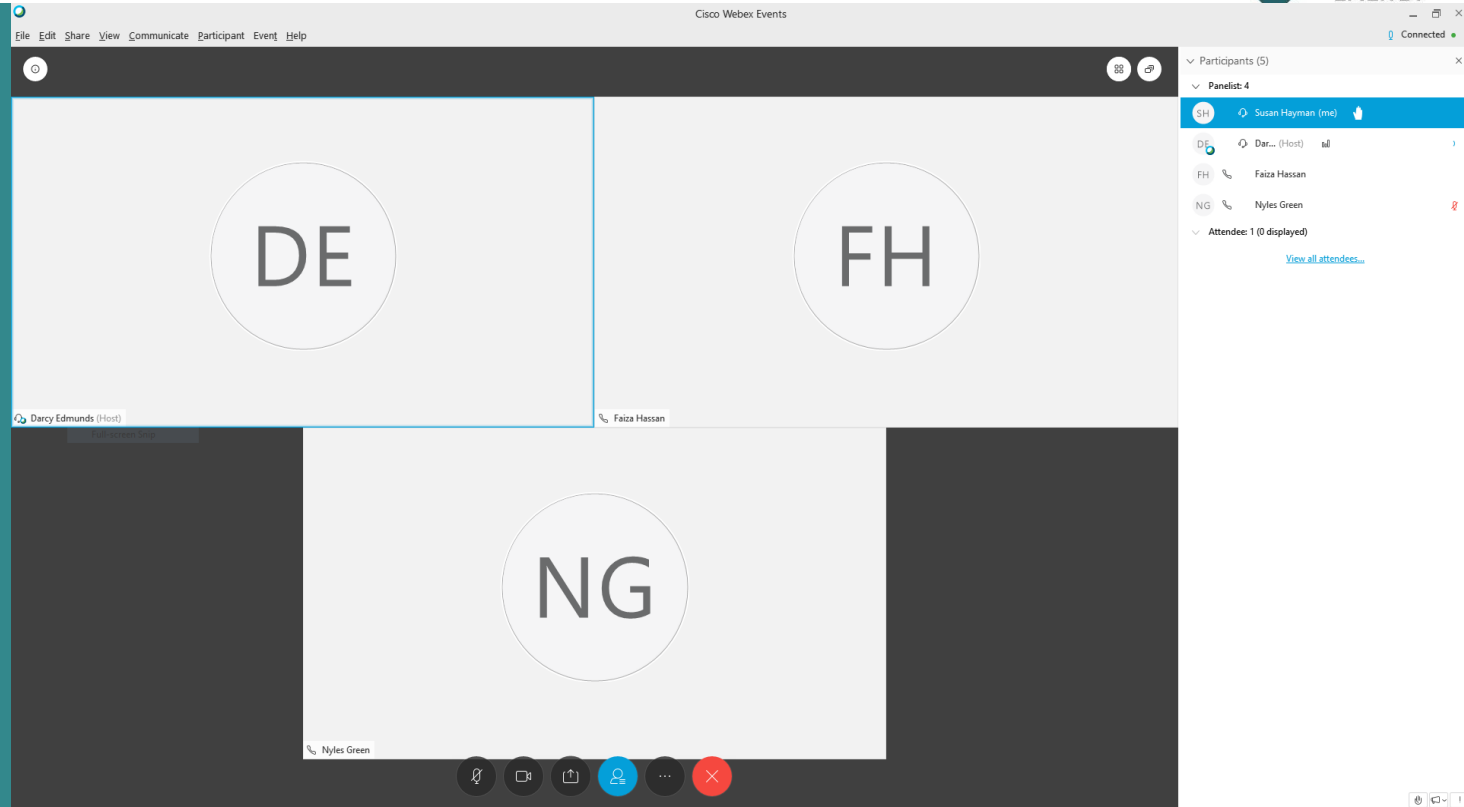 Cisco Webex Events
File Edit Share View Communicate Participant Event Help
Connected
Participants (5)
Panelist: 4
SH Susan Hayman (me)
DE Dar... (Host)
FH Faiza Hassan
NG Nyles Green
Attendee: 1 (0 displayed)
View all attendees...
DE
FH
Darcy Edmunds (Host)
Faiza Hassan
NG
Nyles Green